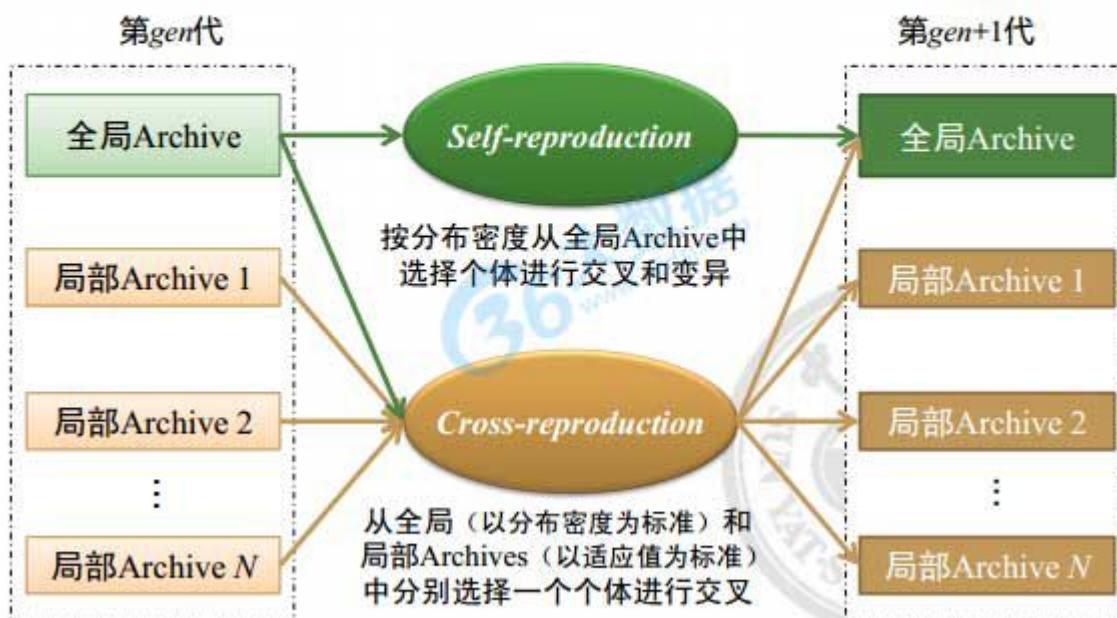 第gen代
第gen+1代
全局Archive
Self-reproduction
全局Archive
按分布密度从全局Archive中
选择个体进行交叉和变异
局部Archive 1
局部Archive 1
局部Archive 2
Cross-reproduction
局部Archive 2
⋮
⋮
从全局（以分布密度为标准）和
局部Archives（以适应值为标准）
中分别选择一个个体进行交叉
局部Archive N
局部Archive N
36大数据